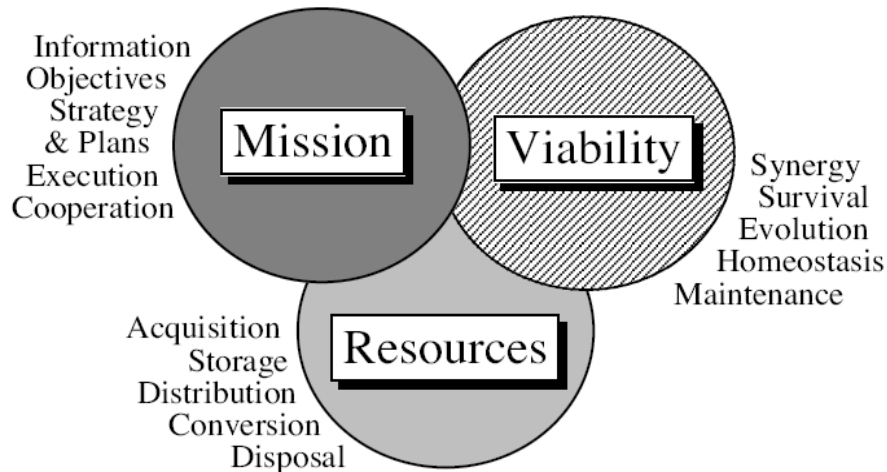 Information
Objectives
Strategy
& Plans
Execution
Cooperation
Mission
Viability
Synergy
Survival
Evolution
Homeostasis
Maintenance
Acquisition
Storage
Distribution
Conversion
Disposal
Resources